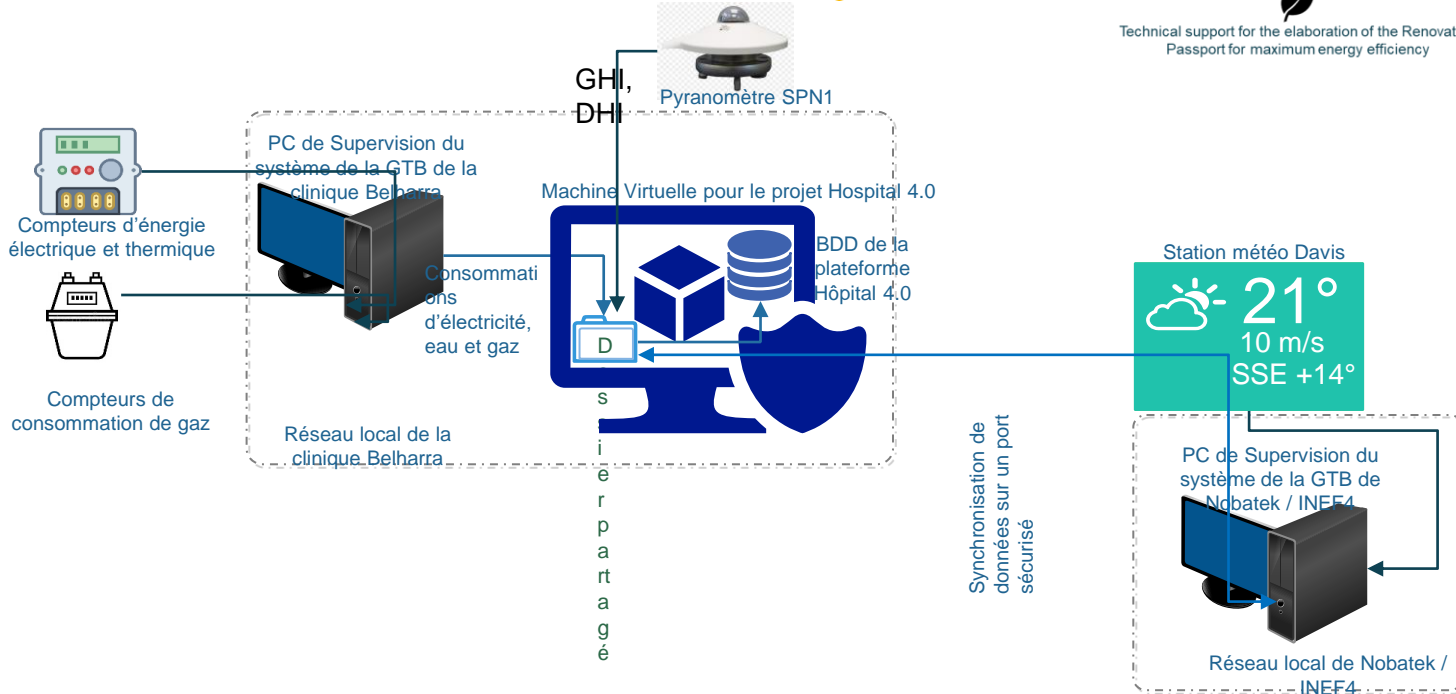 Technical support for the elaboration of the Renovat
Passport for maximum energy efficiency
GHI,
DHI
Pyranomètre SPN1
PC de Supervision du
système de la GTB de la
clinique Belharra
Machine Virtuelle pour le projet Hospital 4.0
Compteurs d'énergie
électrique et thermique
Consommati
ons
d'électricité,
eau et gaz
BDD de la
plateforme
Hôpital 4.0
Station météo Davis
21°
10 m/s
SSE +14°
D
s
s
i
e
r
p
a
rt
a
g
é
Compteurs de
consommation de gaz
Réseau local de la
clinique Belharra
Synchronisation de
données sur un port
sécurisé
PC de Supervision du
système de la GTB de
Nobatek / INEF4
Réseau local de Nobatek /
INEF4